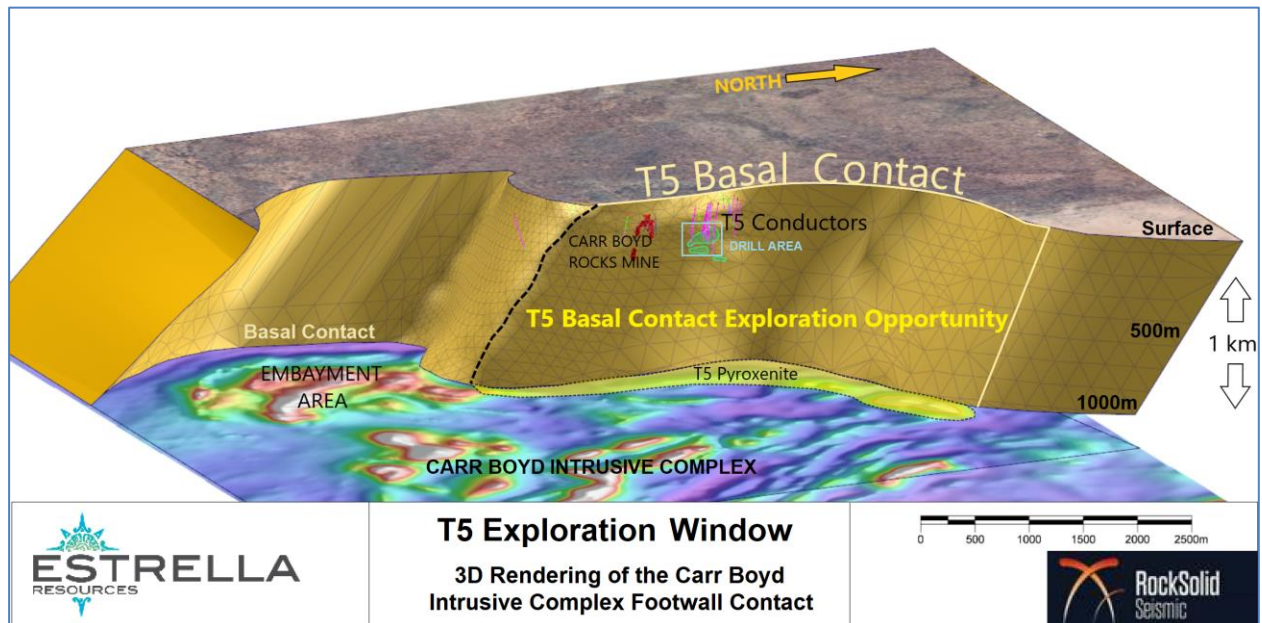 NORTH
T5 Basal Contact
Surface
T5 Conductors
CARR BOYD
ROCKS MINE
DRILL AREA
T5 Basal Contact Exploration Opportunity
500m
1 km
Basal Contact
EMBAYMENT
AREA
T5 Pyroxenite
1000m
CARR BOYD INTRUSIVE COMPLEX
ESTRELLA
RESOURCES
T5 Exploration Window
3D Rendering of the Carr Boyd
Intrusive Complex Footwall Contact
0 500 1000 1500 2000 2500m
RockSolid
Seismic